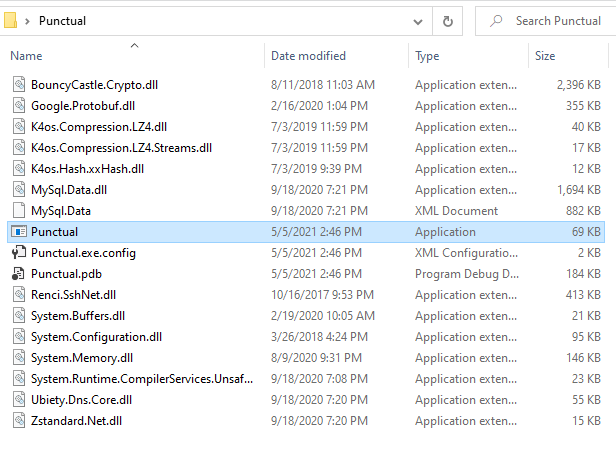 Punctual
Search Punctual
Name Date modified Type Size
BouncyCastle.Crypto.dll 8/11/2018 11:03 AM Application exten... 2,396 KB
Google.Protobuf.dll 2/16/2020 1:04 PM Application exten... 355 KB
K4os.Compression.LZ4.dll 7/3/2019 11:59 PM Application exten... 40 KB
K4os.Compression.LZ4.Streams.dll 7/3/2019 11:59 PM Application exten... 17 KB
K4os.Hash.xxHash.dll 7/3/2019 9:39 PM Application exten... 12 KB
MySql.Data.dll 9/18/2020 7:21 PM Application exten... 1,694 KB
MySql.Data 9/18/2020 7:21 PM XML Document 882 KB
Punctual 5/5/2021 2:46 PM Application 69 KB
Punctual.exe.config 5/5/2021 2:46 PM XML Configuratio... 2 KB
Punctual.pdb 5/5/2021 2:46 PM Program Debug D... 184 KB
Renci.SshNet.dll 10/16/2017 9:53 PM Application exten... 413 KB
System.Buffers.dll 2/19/2020 10:05 AM Application exten... 21 KB
System.Configuration.dll 3/26/2018 4:24 PM Application exten... 95 KB
System.Memory.dll 8/9/2020 9:31 PM Application exten... 146 KB
System.Runtime.CompilerServices.Unsaf... 9/18/2020 7:08 PM Application exten... 23 KB
Ubiety.Dns.Core.dll 9/18/2020 7:20 PM Application exten... 55 KB
Zstandard.Net.dll 9/18/2020 7:20 PM Application exten... 15 KB